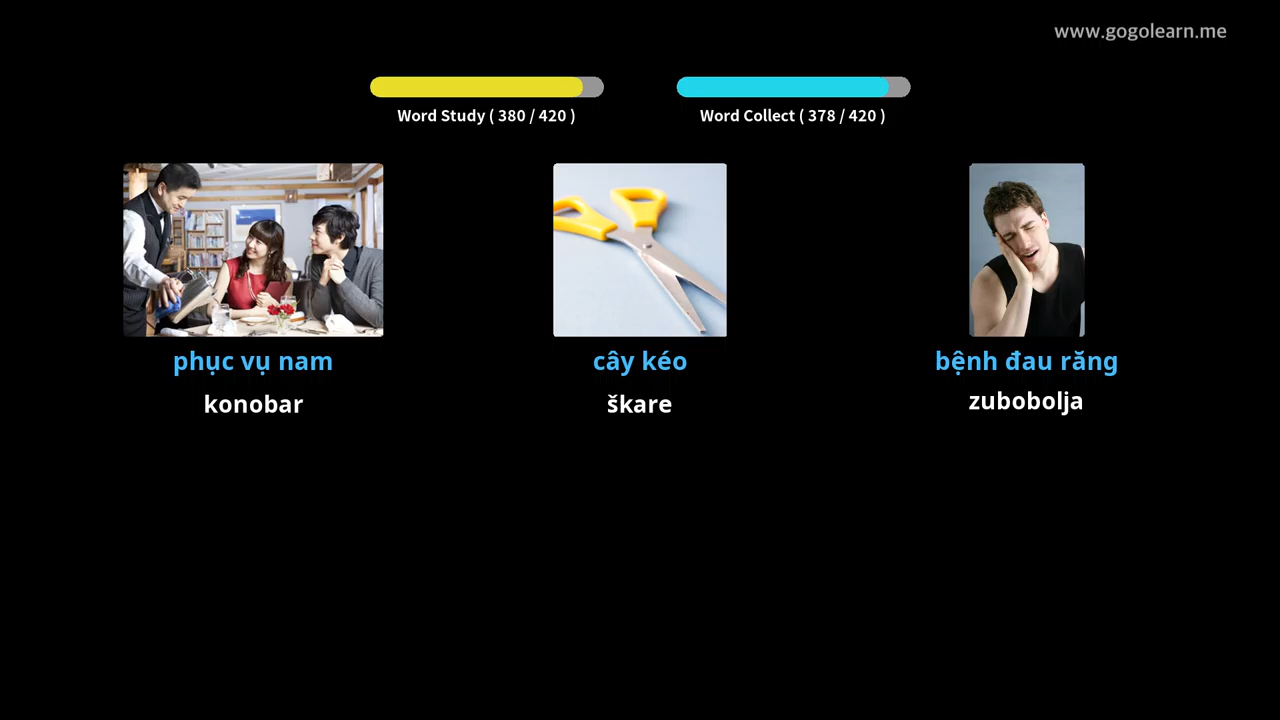 www.gogolearn.me
Word Study ( 380 / 420 )
Word Collect ( 378 / 420 )
phục vụ nam
cây kéo
bệnh đau răng
konobar
škare
zubobolja